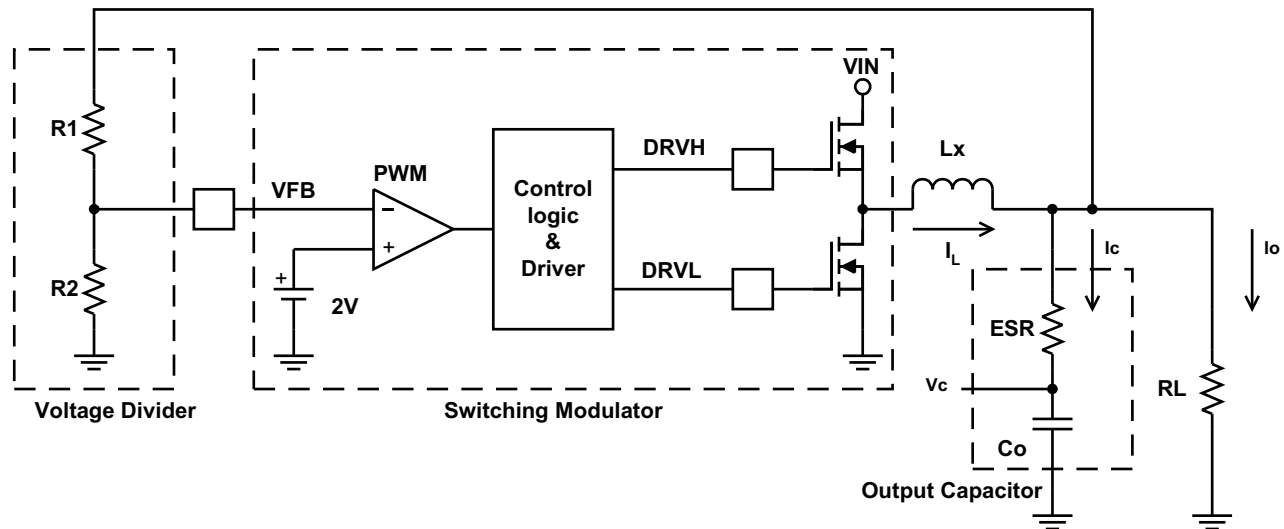 VIN
R1
DRVH
Lx
PWM
VFB
−
Control
logic
&
Driver
+
Ic
Io
I_L
+
R2
2V
DRVL
ESR
Vc
RL
Voltage Divider
Switching Modulator
Co
Output Capacitor